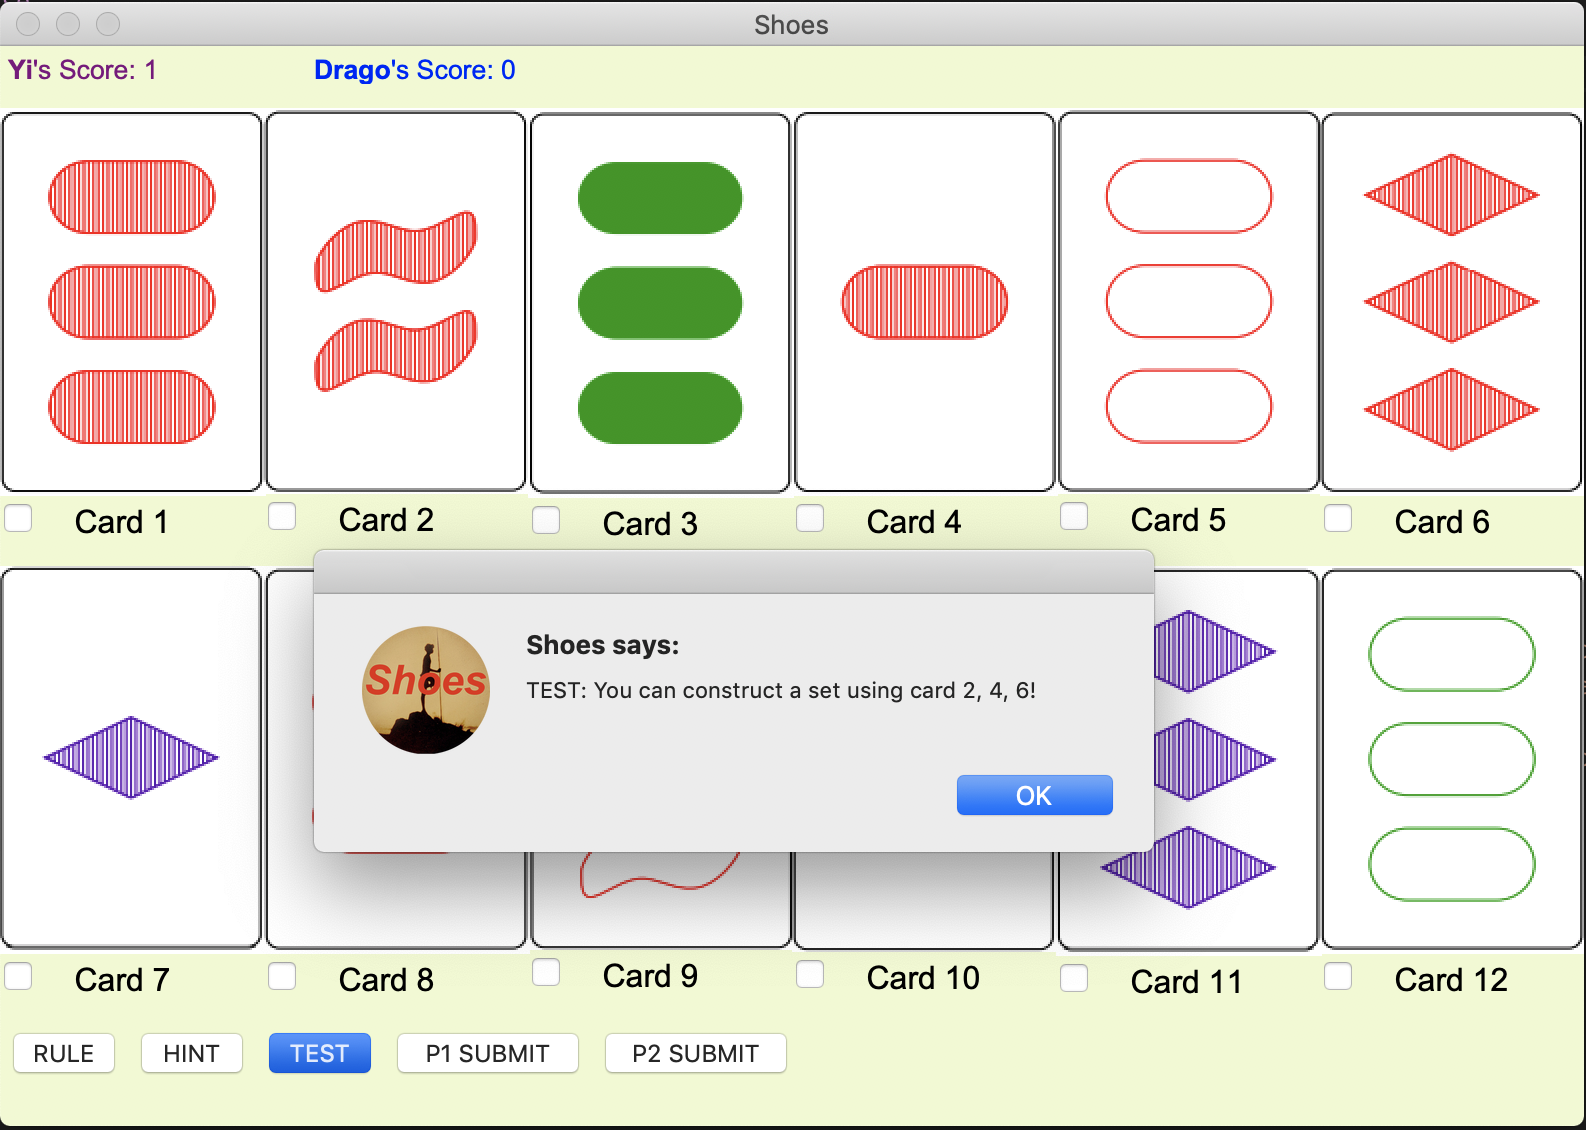 Shoes
Yi's Score: 1
Drago's Score: 0
Card 1
Card 2
Card 3
Card 4
Card 5
Card 6
Shoes
Shoes says:
TEST: You can construct a set using card 2, 4, 6!
OK
Card 7
Card 8
Card 9
Card 10
Card 11
Card 12
RULE
HINT
TEST
P1 SUBMIT
P2 SUBMIT